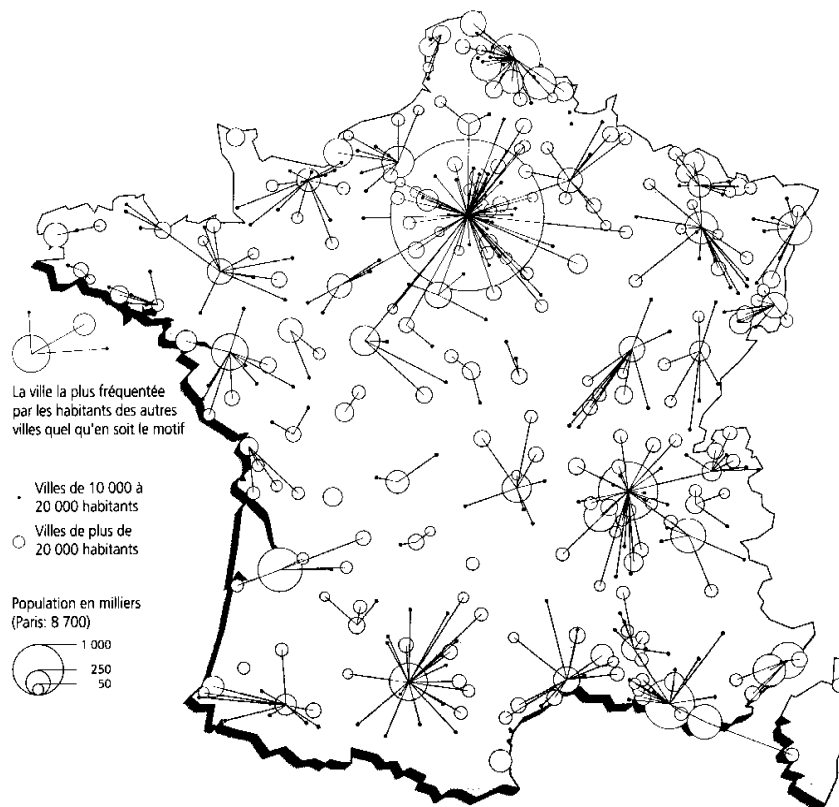 La ville la plus fréquentée
par les habitants des autres
villes quel qu'en soit le motif
Villes de 10 000 à
20 000 habitants
Villes de plus de
20 000 habitants
Population en milliers
(Paris: 8 700)
1 000
250
50